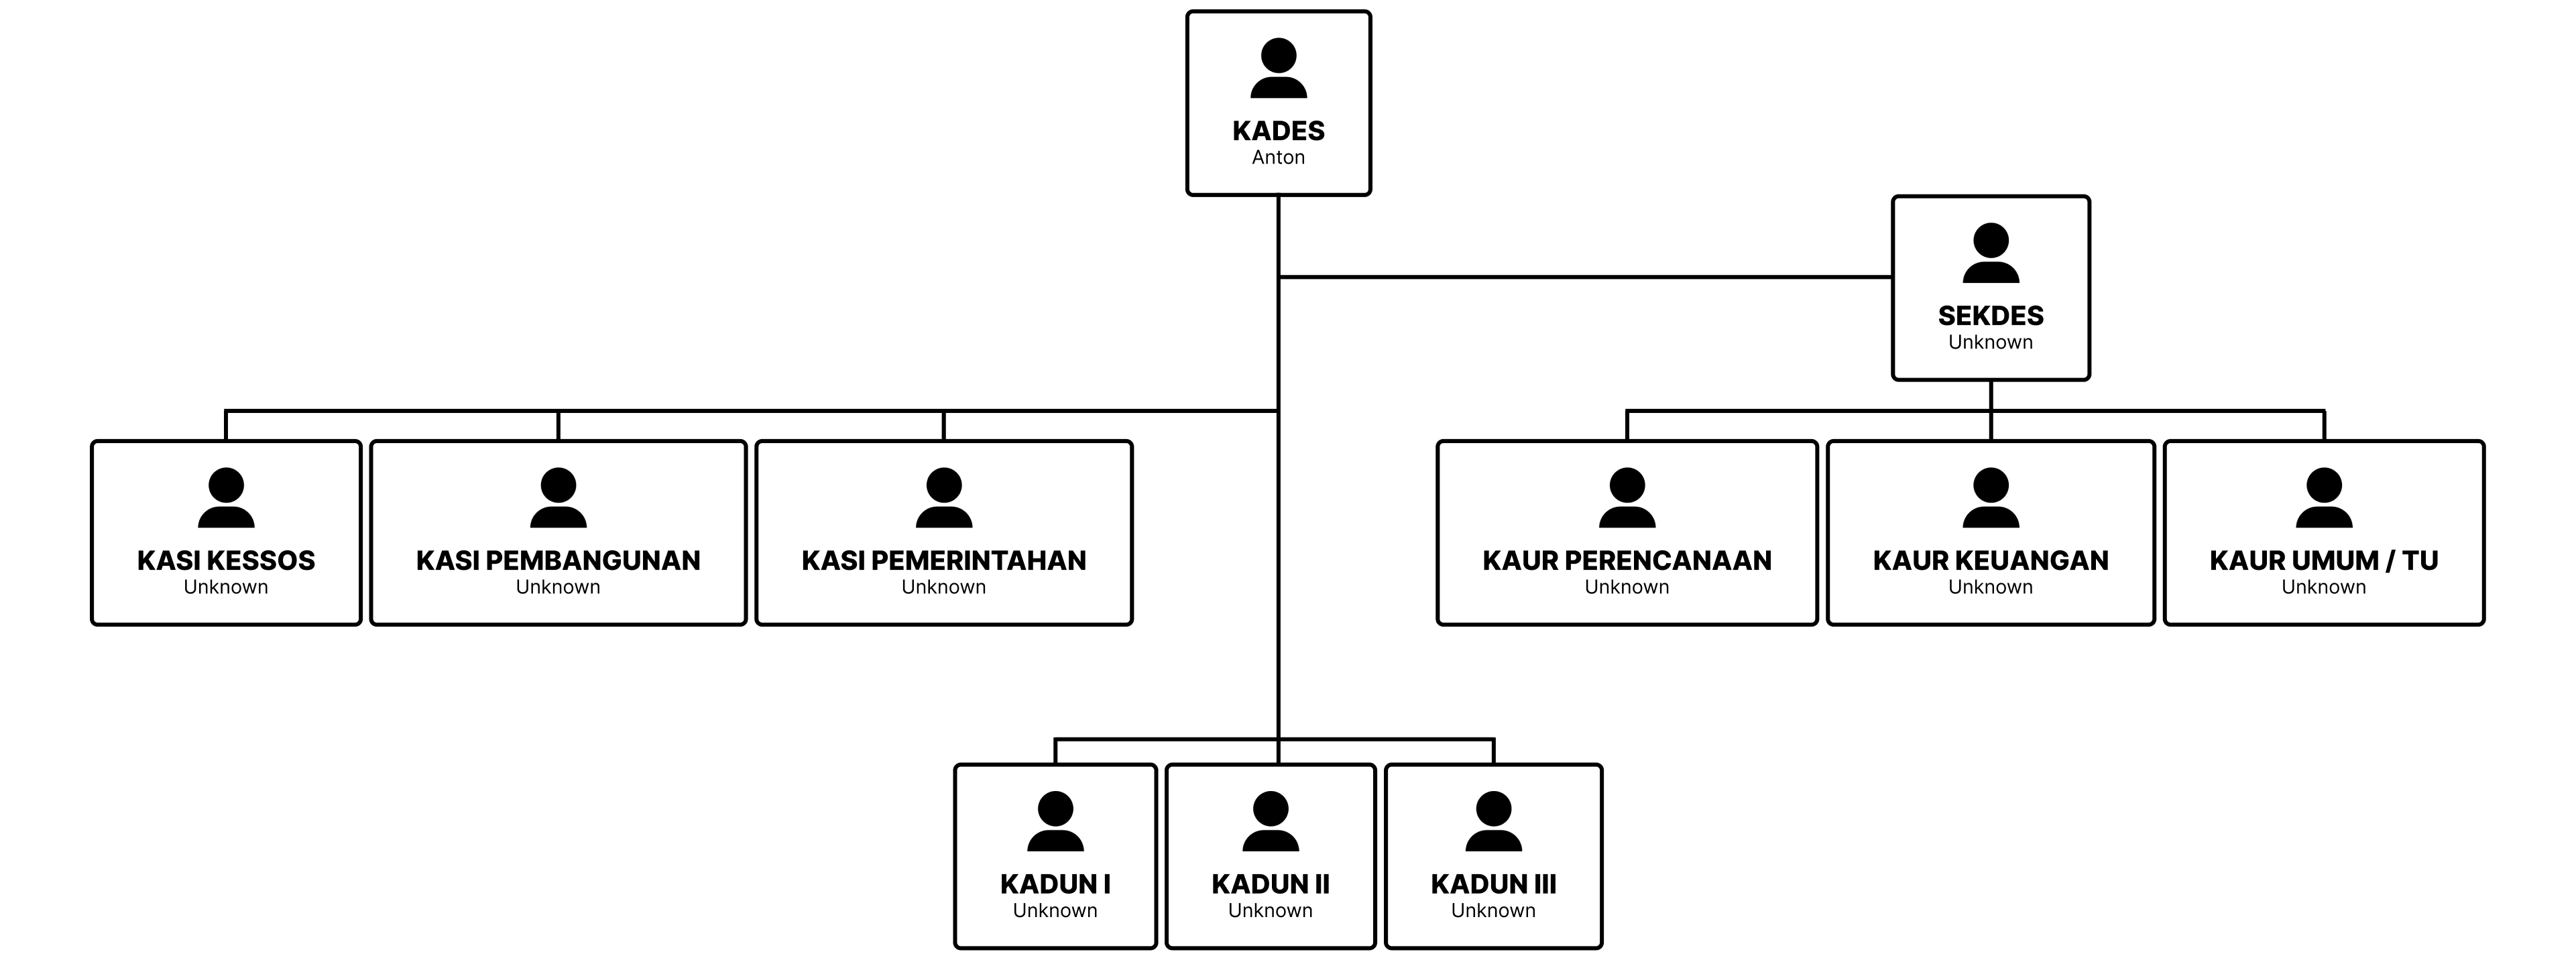 KADES
Anton
SEKDES
Unknown
KASI KESSOS
Unknown
KASI PEMBANGUNAN
Unknown
KASI PEMERINTAHAN
Unknown
KAUR PERENCANAAN
Unknown
KAUR KEUANGAN
Unknown
KAUR UMUM / TU
Unknown
KADUN I
Unknown
KADUN II
Unknown
KADUN III
Unknown